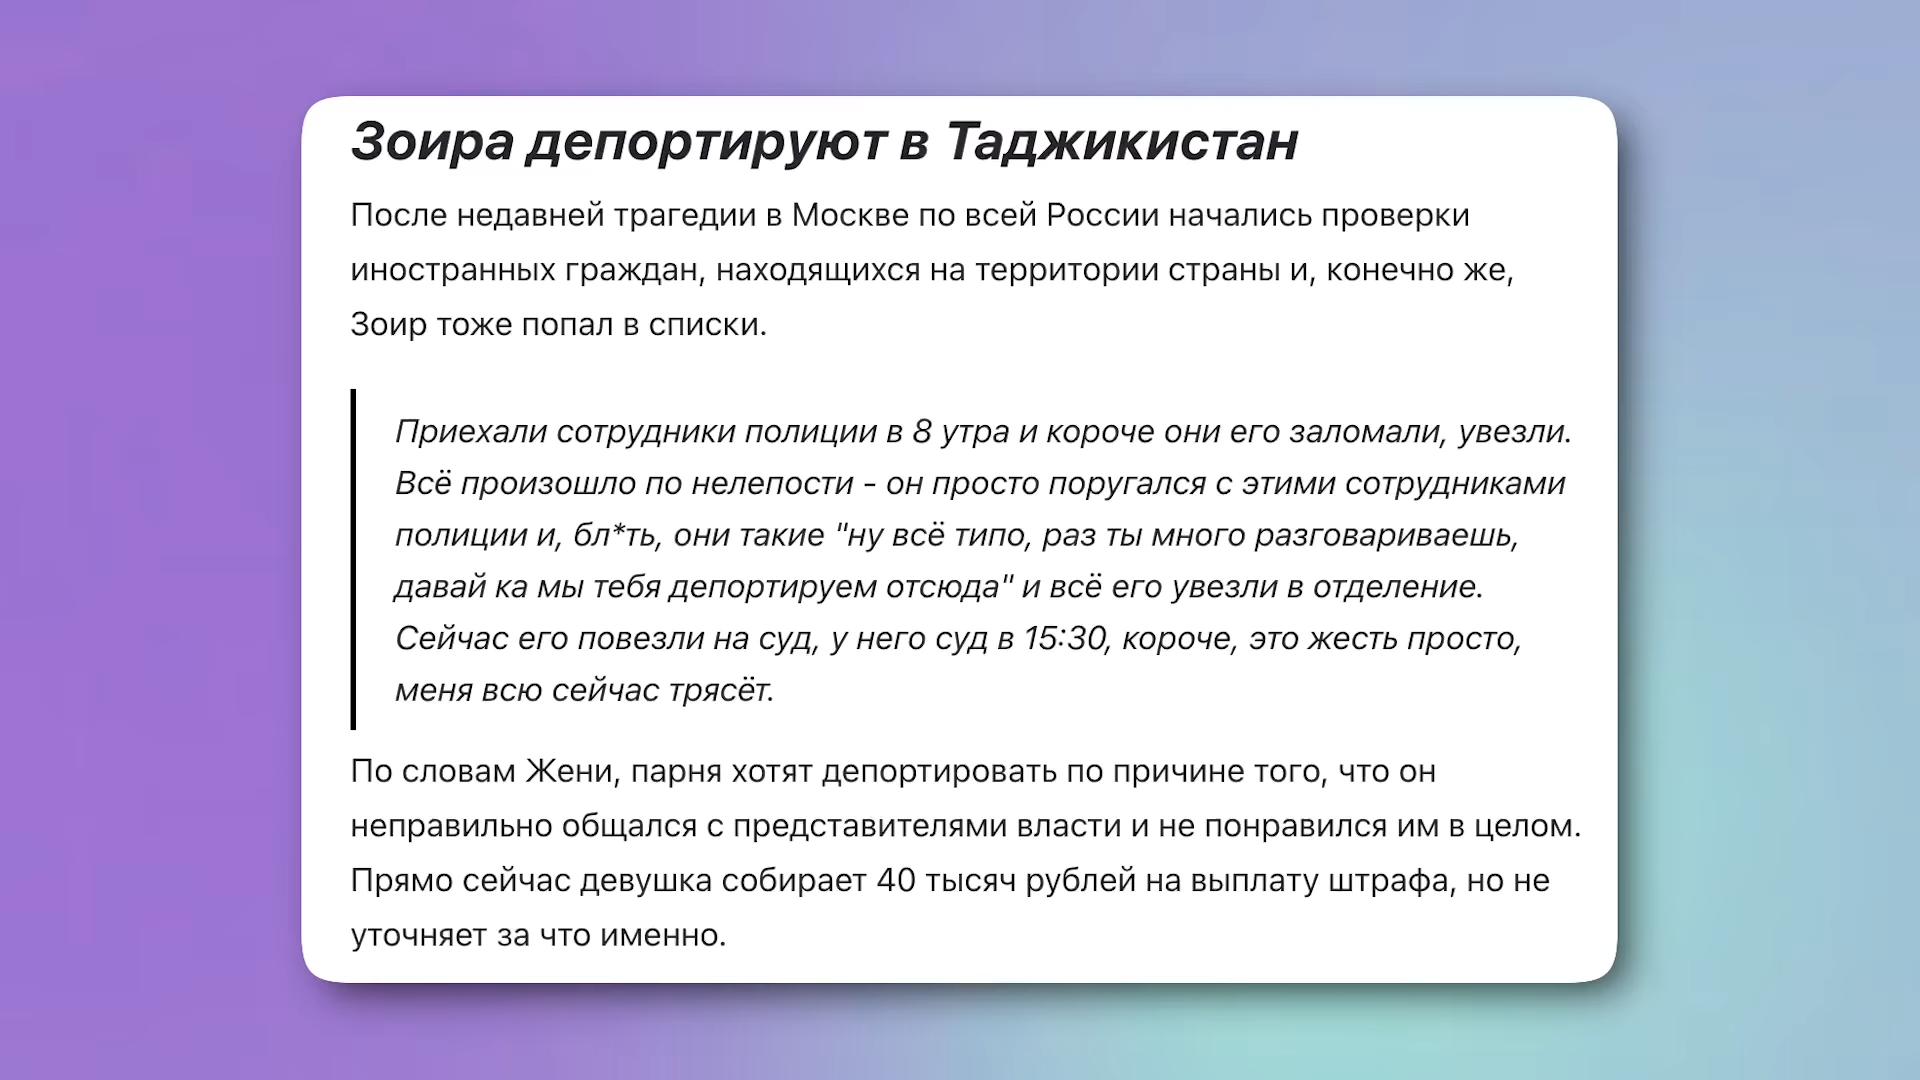 Зоира депортируют в Таджикистан
После недавней трагедии в Москве по всей России начались проверки
иностранных граждан, находящихся на территории страны и, конечно же,
Зоир тоже попал в списки.
Приехали сотрудники полиции в 8 утра и короче они его заломали, увезли.
Всё произошло по нелепости - он просто поругался с этими сотрудниками
полиции и, бл*ть, они такие "ну всё типо, раз ты много разговариваешь,
давай ка мы тебя депортируем отсюда" и всё его увезли в отделение.
Сейчас его повезли на суд, у него суд в 15:30, короче, это жесть просто,
меня всю сейчас трясёт.
По словам Жени, парня хотят депортировать по причине того, что он
неправильно общался с представителями власти и не понравился им в целом.
Прямо сейчас девушка собирает 40 тысяч рублей на выплату штрафа, но не
уточняет за что именно.